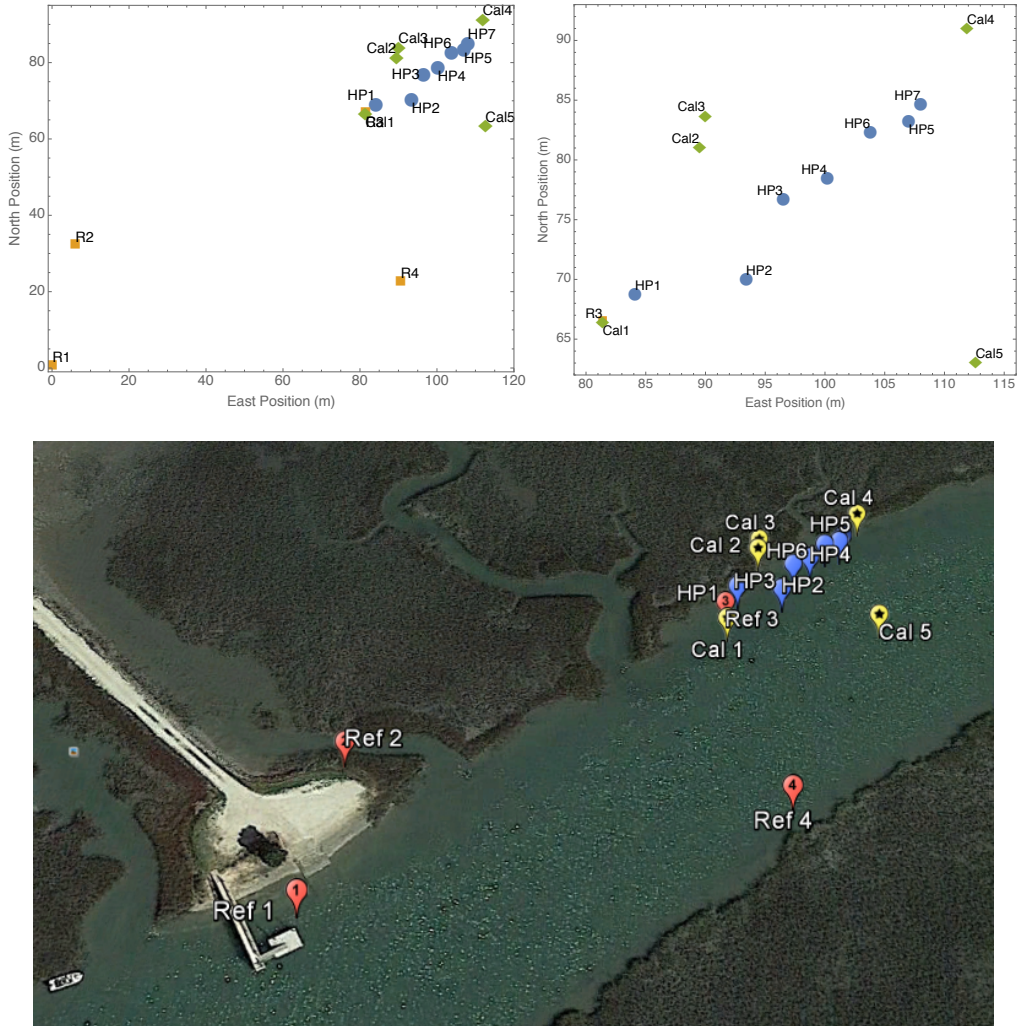 Cal4
Cal3
HP6
HP7
Cal2
HP5
HP3
HP4
HP1
HP2
Cal1
Cal5
R2
R4
R1
80
60
40
20
0
0
20
40
60
80
100
120
North Position (m)
East Position (m)
Cal4
HP7
Cal3
HP6
HP5
Cal2
HP4
HP3
HP2
HP1
R3
Cal1
Cal5
90
85
80
75
70
65
80
85
90
95
100
105
110
115
North Position (m)
East Position (m)
Cal 4
Cal 3
HP5
Cal 2
HP6
HP4
HP1
HP3
HP2
3
Ref 3
Cal 5
Cal 1
Ref 2
4
Ref 4
1
Ref 1